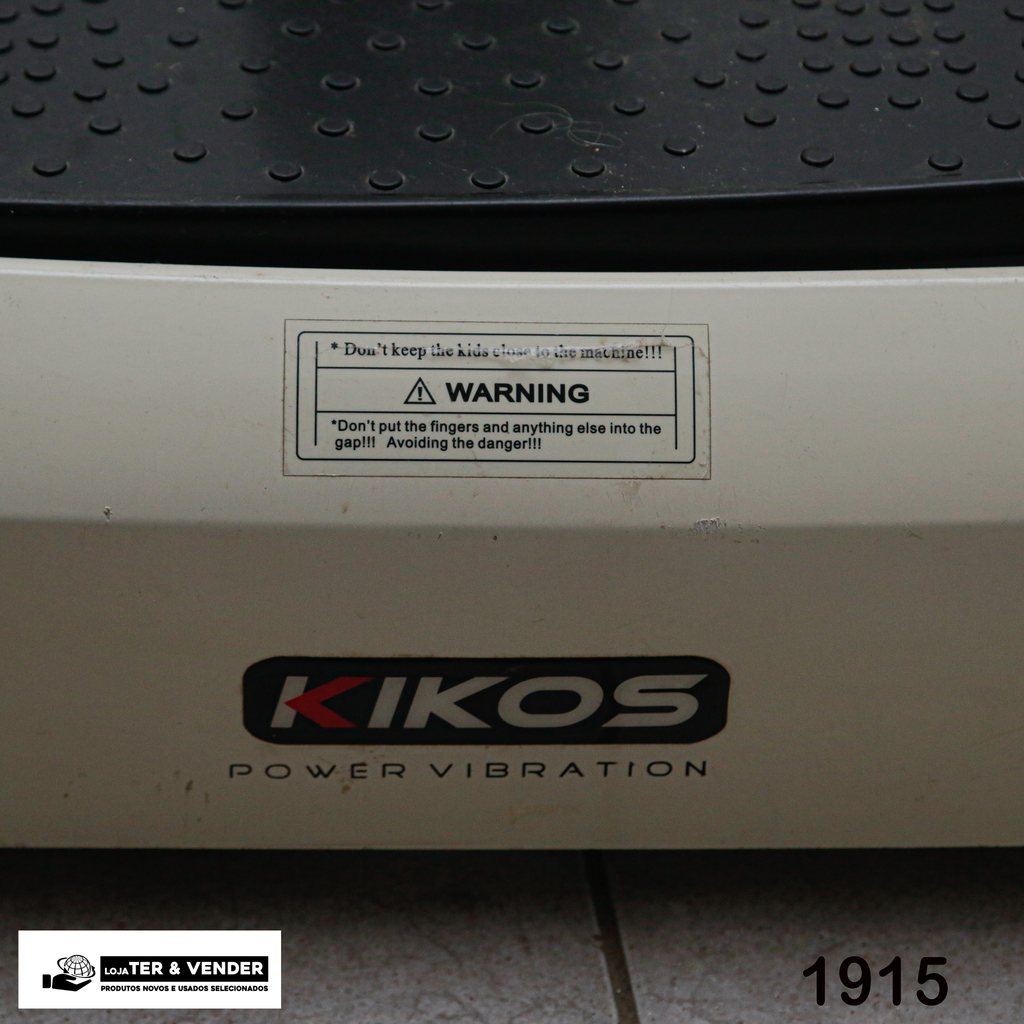 * Don't keep the kids close to the machine!!!
WARNING
*Don't put the fingers and anything else into the
gap!!! Avoiding the danger!!!
KIKOS
POWER VIBRATION
LOJA TER & VENDER
PRODUTOS NOVOS E USADOS SELECIONADOS
1915